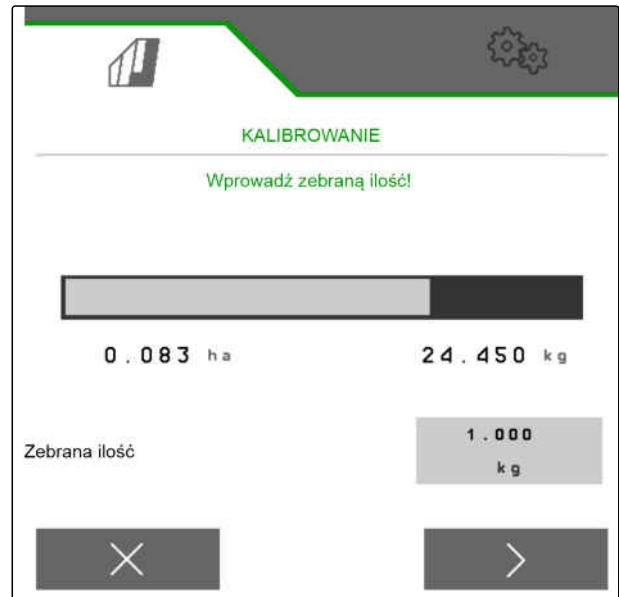 KALIBROWANIE
Wprowadź zebraną ilość!
0.083 ha 24.450 kg
Zebrana ilość
1.000
kg